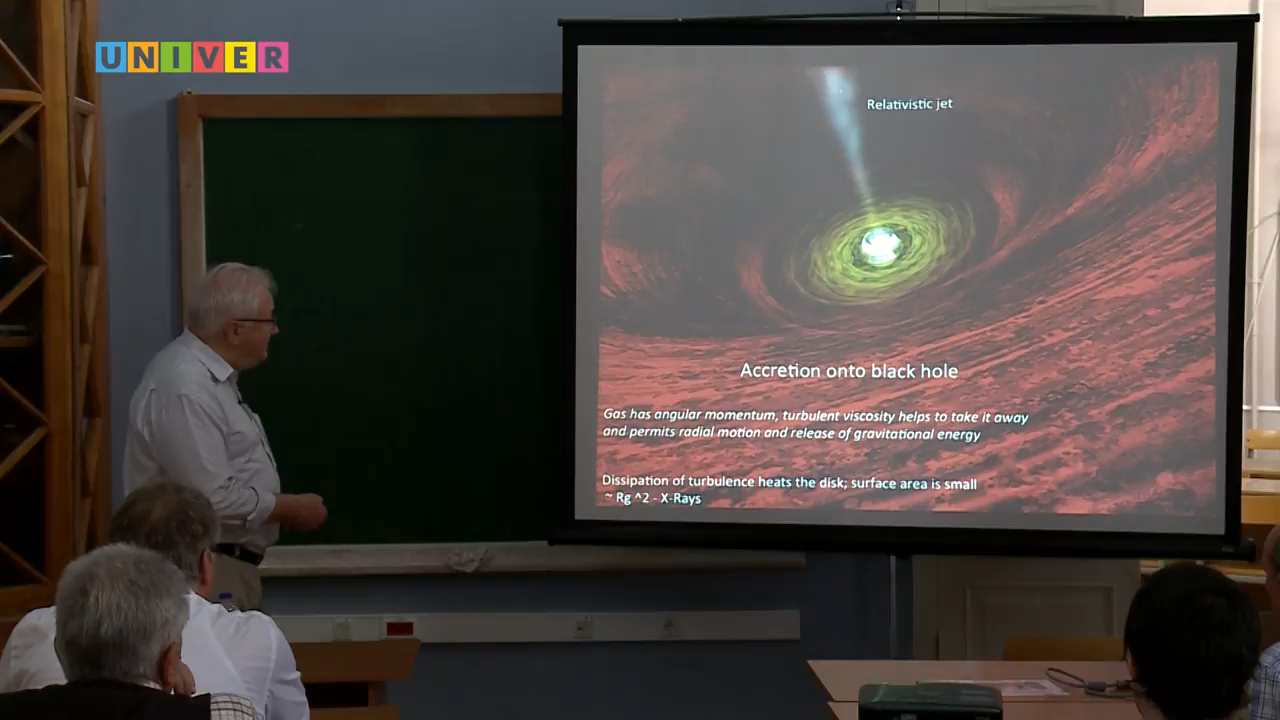 UNIVER
Relativistic jet
Accretion onto black hole
Gas has angular momentum, turbulent viscosity helps to take it away
and permits radial motion and release of gravitational energy
Dissipation of turbulence heats the disk; surface area is small
~ Rg ^2 - X-Rays